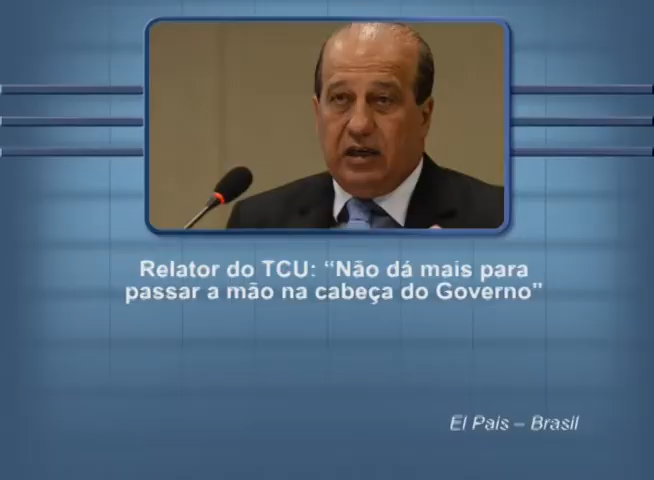 Relator do TCU: “Não dá mais para
passar a mão na cabeça do Governo"
El Pais – Brasil